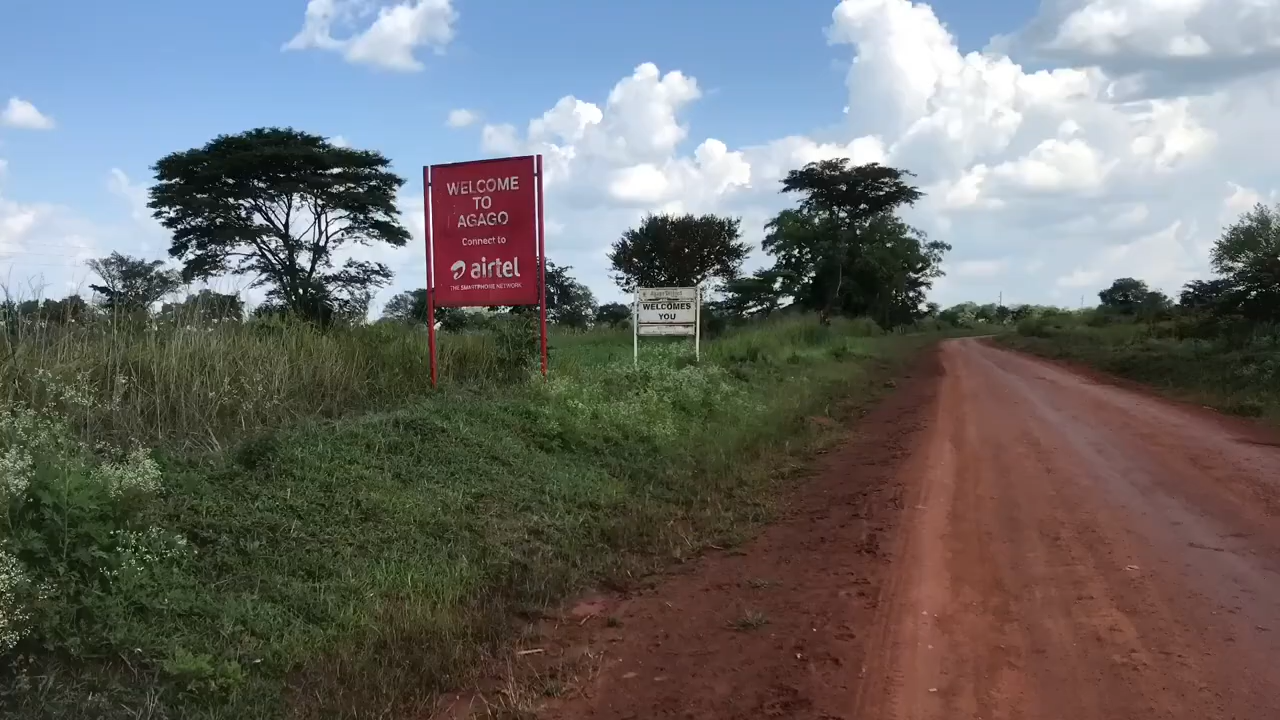 WELCOME
TO
AGAGO
Connect to
airtel
THE SMARTPHONE NETWORK
WELCOMES
YOU